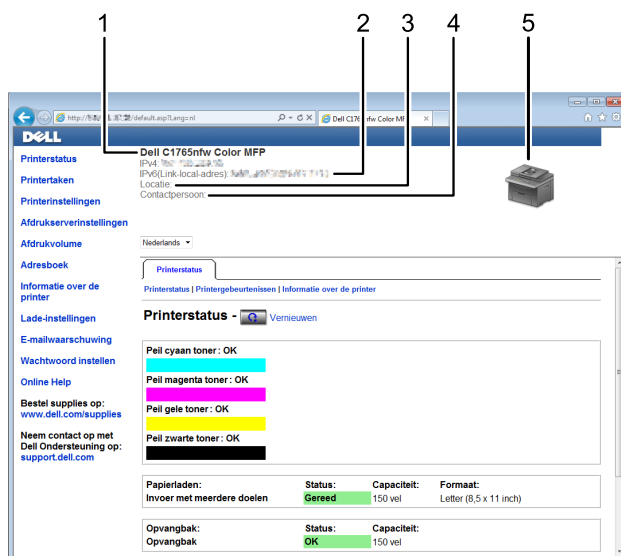 1 2 3 4 5
http:// /default.asp?Lang=nl
Dell C1765nfw Color MF
DELL
Dell C1765nfw Color MFP
IPv4:
IPv6(Link-local-adres):
Locatie:
Contactpersoon:
Printerstatus
Printertaken
Printerinstellingen
Afdrukserverinstellingen
Afdrukvolume
Adresboek
Informatie over de
printer
Lade-instellingen
E-mailwaarschuwing
Wachtwoord instellen
Online Help
Bestel supplies op:
www.dell.com/supplies
Neem contact op met
Dell Ondersteuning op:
support.dell.com
Nederlands
Printerstatus
Printerstatus | Printergebeurtenissen | Informatie over de printer
Printerstatus - Vernieuwen
Peil cyaan toner: OK
Peil magenta toner: OK
Peil gele toner: OK
Peil zwarte toner: OK
Papierladen: Status: Capaciteit: Formaat:
Invoer met meerdere doelen Gereed 150 vel Letter (8,5 x 11 inch)
Opvangbak: Status: Capaciteit:
Opvangbak OK 150 vel